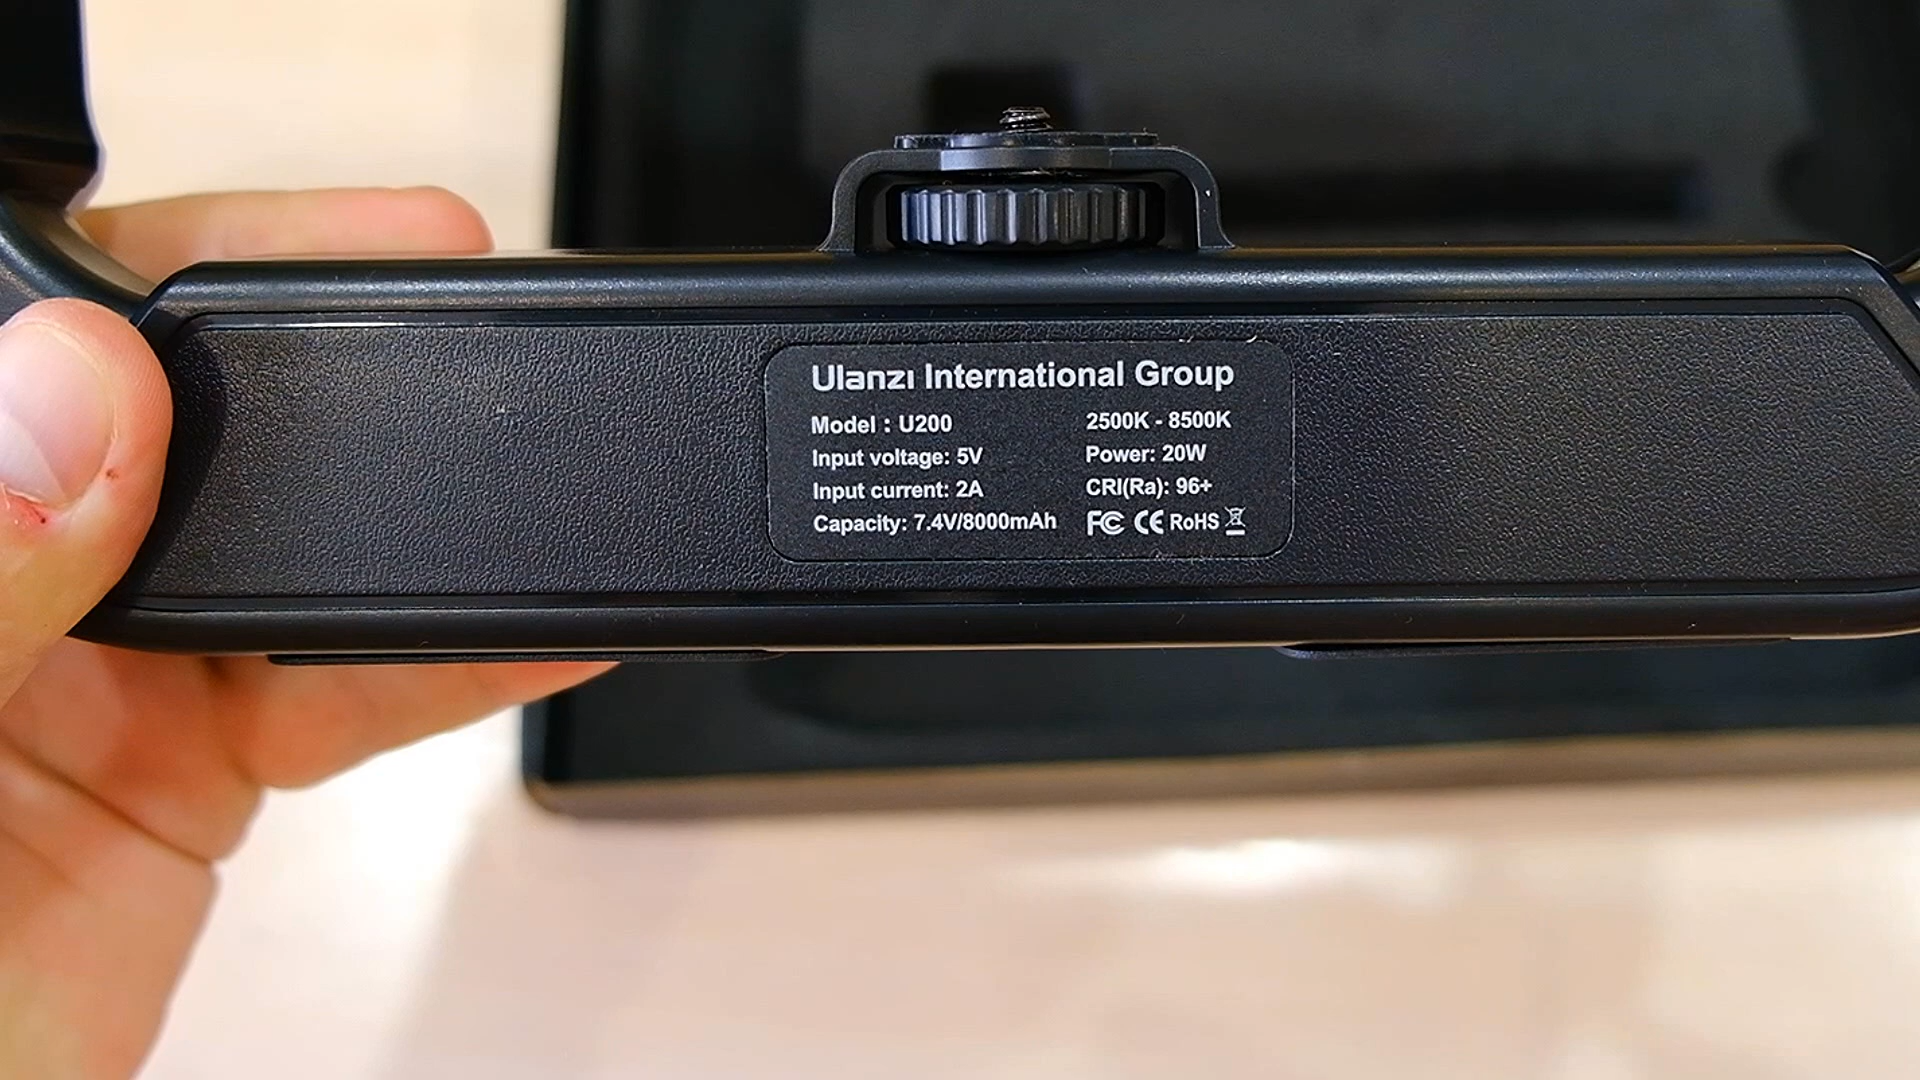 Ulanzi International Group
Model : U200
Input voltage: 5V
Input current: 2A
Capacity: 7.4V/8000mAh
2500K - 8500K
Power: 20W
CRI(Ra): 96+
FC CE RoHS